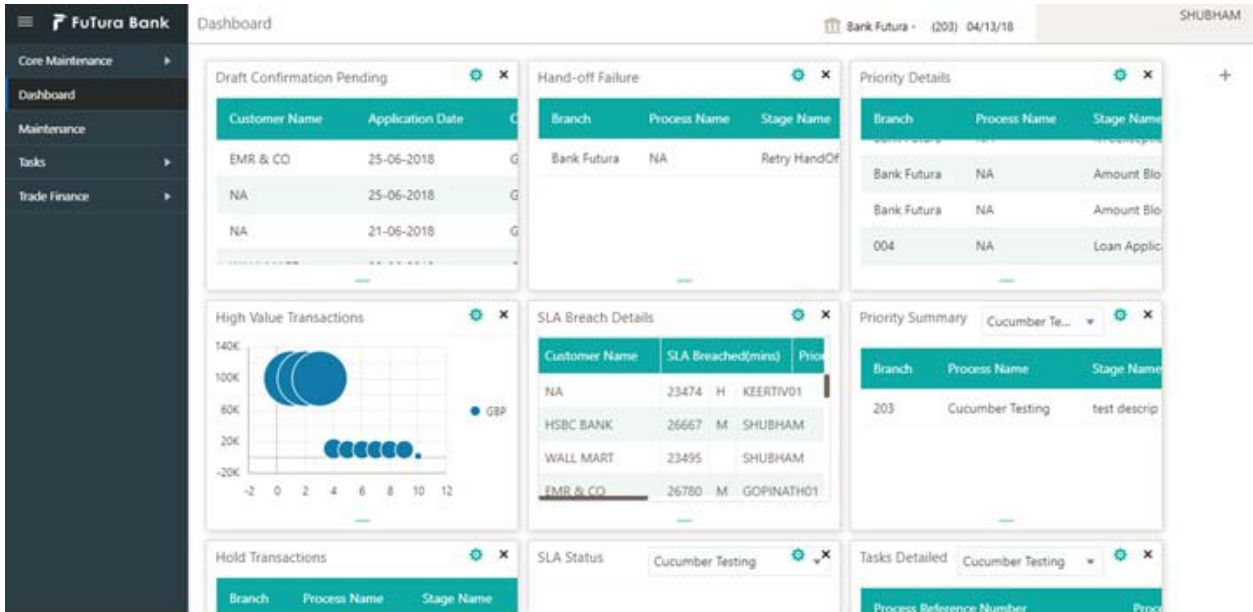 FuTura Bank
Dashboard
Bank Futura - (203) 04/13/18
SHUBHAM
Core Maintenance
Dashboard
Maintenance
Tasks
Trade Finance
Draft Confirmation Pending
Customer Name Application Date
EMR & CO 25-06-2018 G
NA 25-06-2018 G
NA 21-06-2018 G
Hand-off Failure
Branch Process Name Stage Name
Bank Futura NA Retry HandOf
Priority Details
Branch Process Name Stage Name
Bank Futura NA Amount Blo
Bank Futura NA Amount Blo
004 NA Loan Applic
High Value Transactions
140K
100K
60K
20K
-20K
-2 0 2 4 6 8 10 12
GBP
SLA Breach Details
Customer Name SLA Breached(mins) Prior
NA 23474 H KEERTIV01
HSBC BANK 26667 M SHUBHAM
WALL MART 23495 SHUBHAM
EMR & CO 26780 M GOPINATH01
Priority Summary Cucumber Te...
Branch Process Name Stage Name
203 Cucumber Testing test descrip
Hold Transactions
Branch Process Name Stage Name
SLA Status Cucumber Testing
Tasks Detailed Cucumber Testing
Process Reference Number Proce